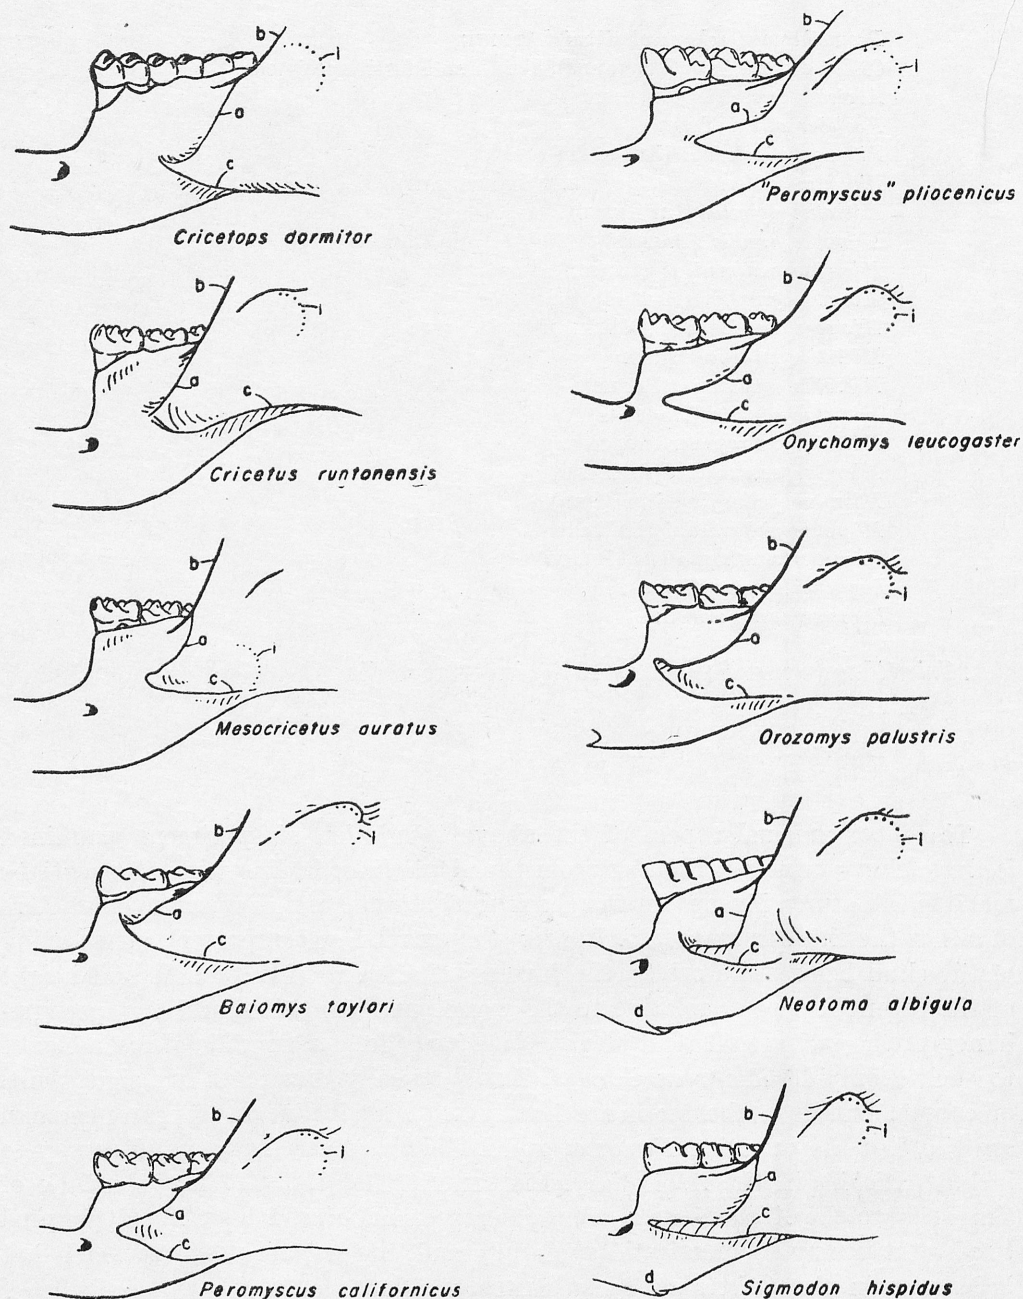 b
i
a
c
Cricetops dormitor
b
i
a
c
"Peromyscus" pliocenicus
b
i
a
c
Cricetus runtonensis
b
i
a
c
Onychomys leucogaster
b
a
i
c
Mesocricetus auratus
b
i
a
c
Orozomys palustris
b
i
a
c
Baiomys taylori
b
i
a
c
d
Neotoma albigula
b
i
a
c
Peromyscus californicus
b
i
a
c
d
Sigmodon hispidus